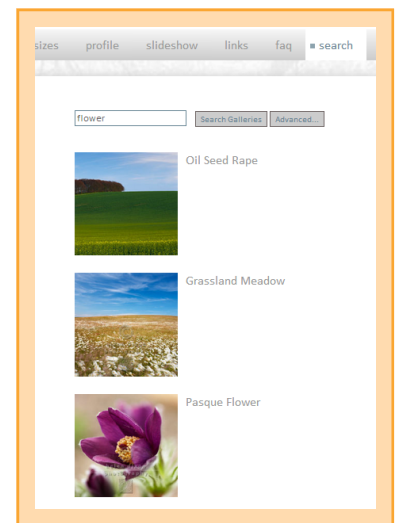 sizes profile slideshow links faq search
flower Search Galleries Advanced...
Oil Seed Rape
Grassland Meadow
Pasque Flower